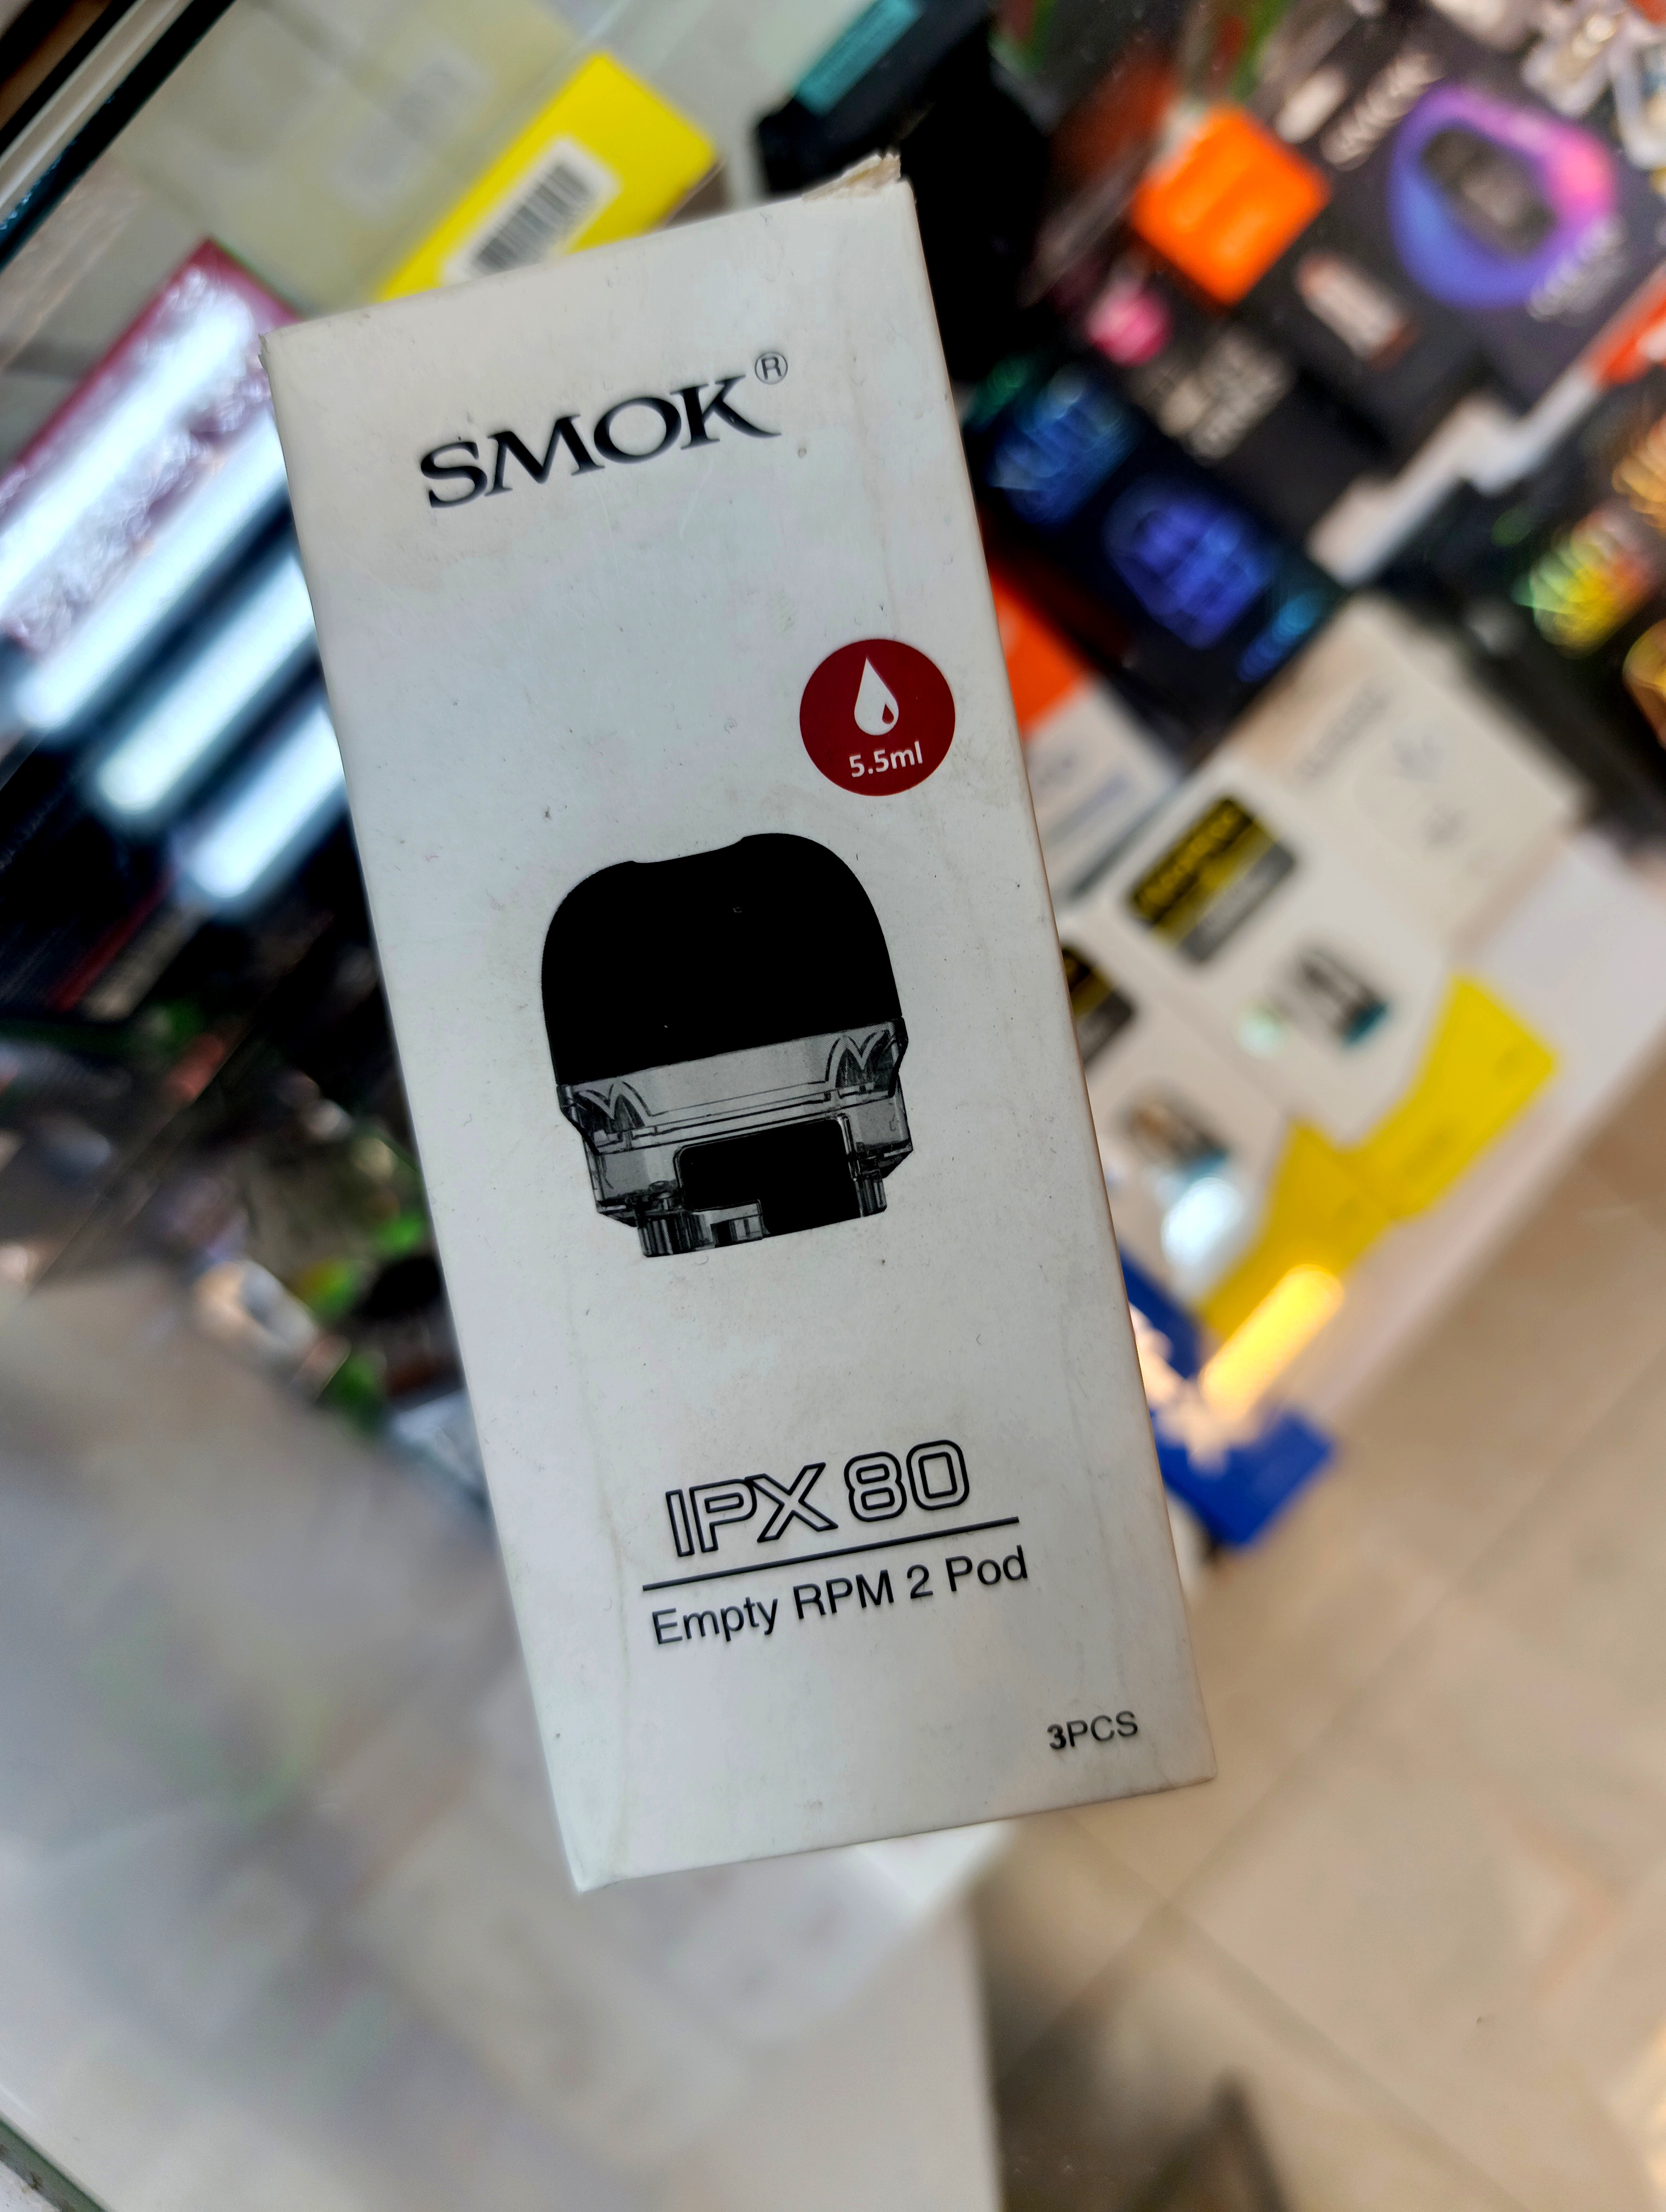 SMOK®
5.5ml
IPX 80
Empty RPM 2 Pod
3PCS